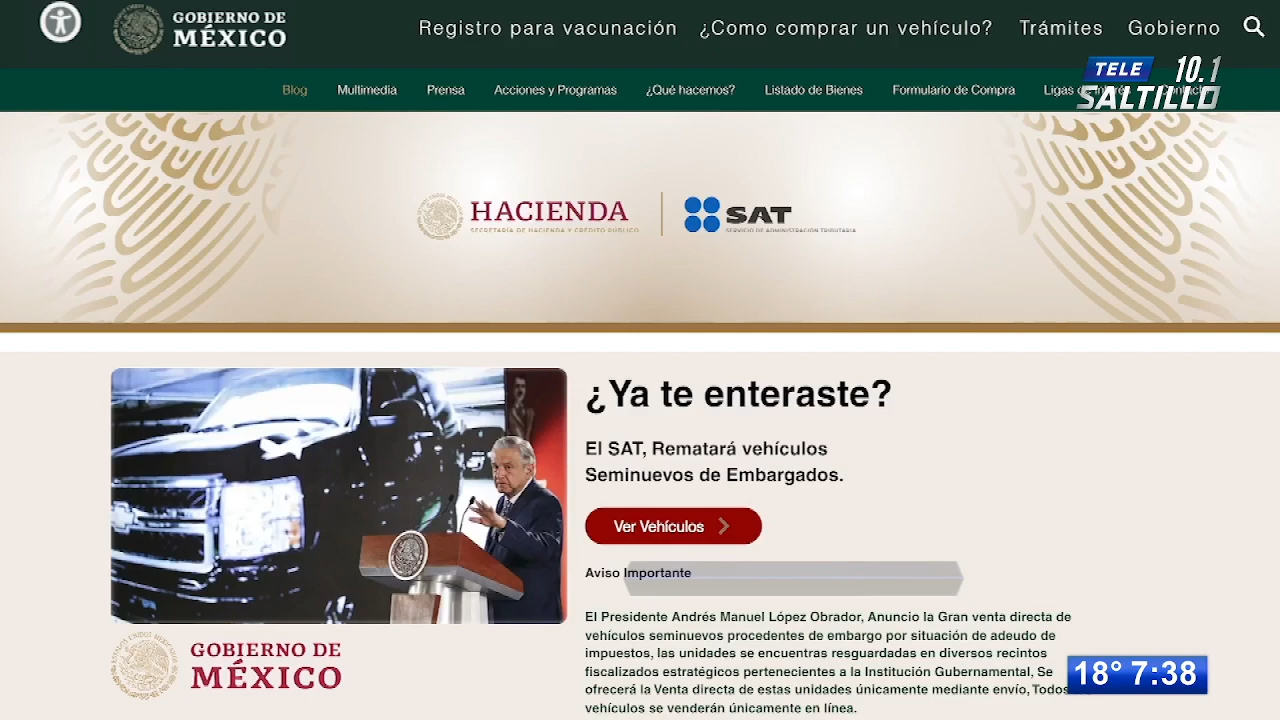 GOBIERNO DE
MÉXICO
Registro para vacunación ¿Como comprar un vehículo? Trámites Gobierno
TELE 10.1
SALTILLO
Blog Multimedia Prensa Acciones y Programas ¿Qué hacemos? Listado de Bienes Formulario de Compra Ligas
HACIENDA
SECRETARÍA DE HACIENDA Y CRÉDITO PÚBLICO
SAT
SERVICIO DE ADMINISTRACIÓN TRIBUTARIA
¿Ya te enteraste?
El SAT, Rematará vehículos
Seminuevos de Embargados.
Ver Vehículos
Aviso Importante
El Presidente Andrés Manuel López Obrador, Anuncio la Gran venta directa de
vehículos seminuevos procedentes de embargo por situación de adeudo de
impuestos, las unidades se encuentras resguardadas en diversos recintos
fiscalizados estratégicos pertenecientes a la Institución Gubernamental, Se
ofrecerá la Venta directa de estas unidades únicamente mediante envío, Todos
vehículos se venderán únicamente en línea.
GOBIERNO DE
MÉXICO
18° 7:38